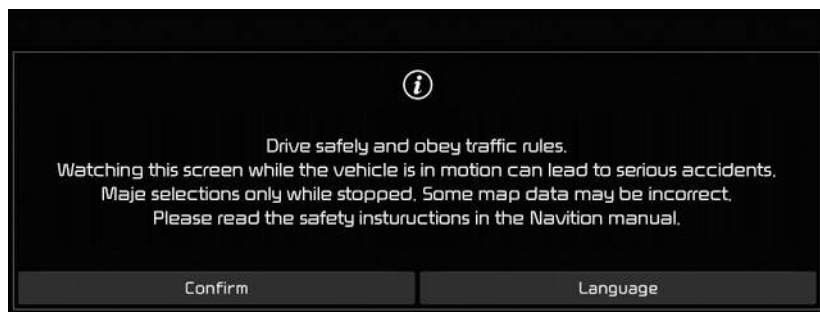 Drive safely and obey traffic rules.
Watching this screen while the vehicle is in motion can lead to serious accidents.
Maje selections only while stopped. Some map data may be incorrect.
Please read the safety instuructions in the Navition manual.
Confirm Language